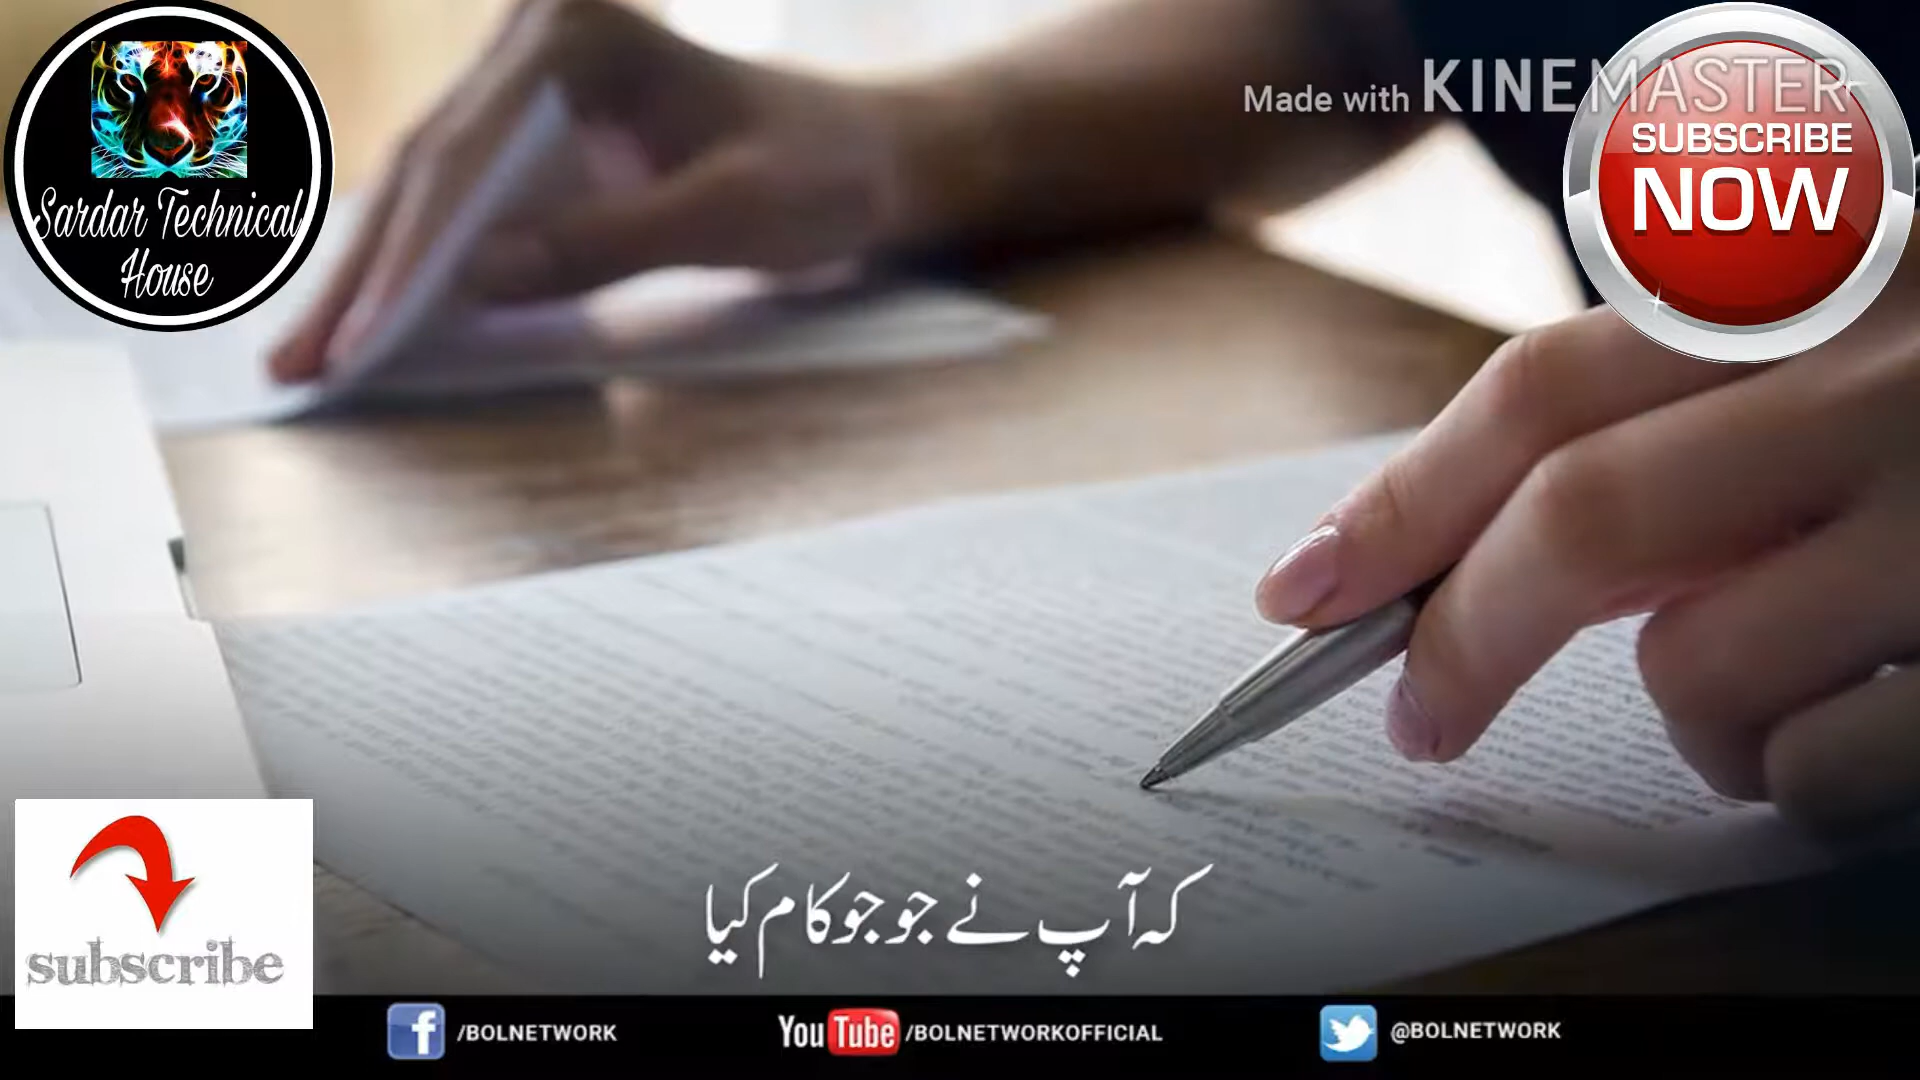 Sardar Technical
House
Made with KINEMASTER
SUBSCRIBE
NOW
subscribe
کہ آپ نے جو جو کام کیا
/BOLNETWORK
YouTube /BOLNETWORKOFFICIAL
@BOLNETWORK